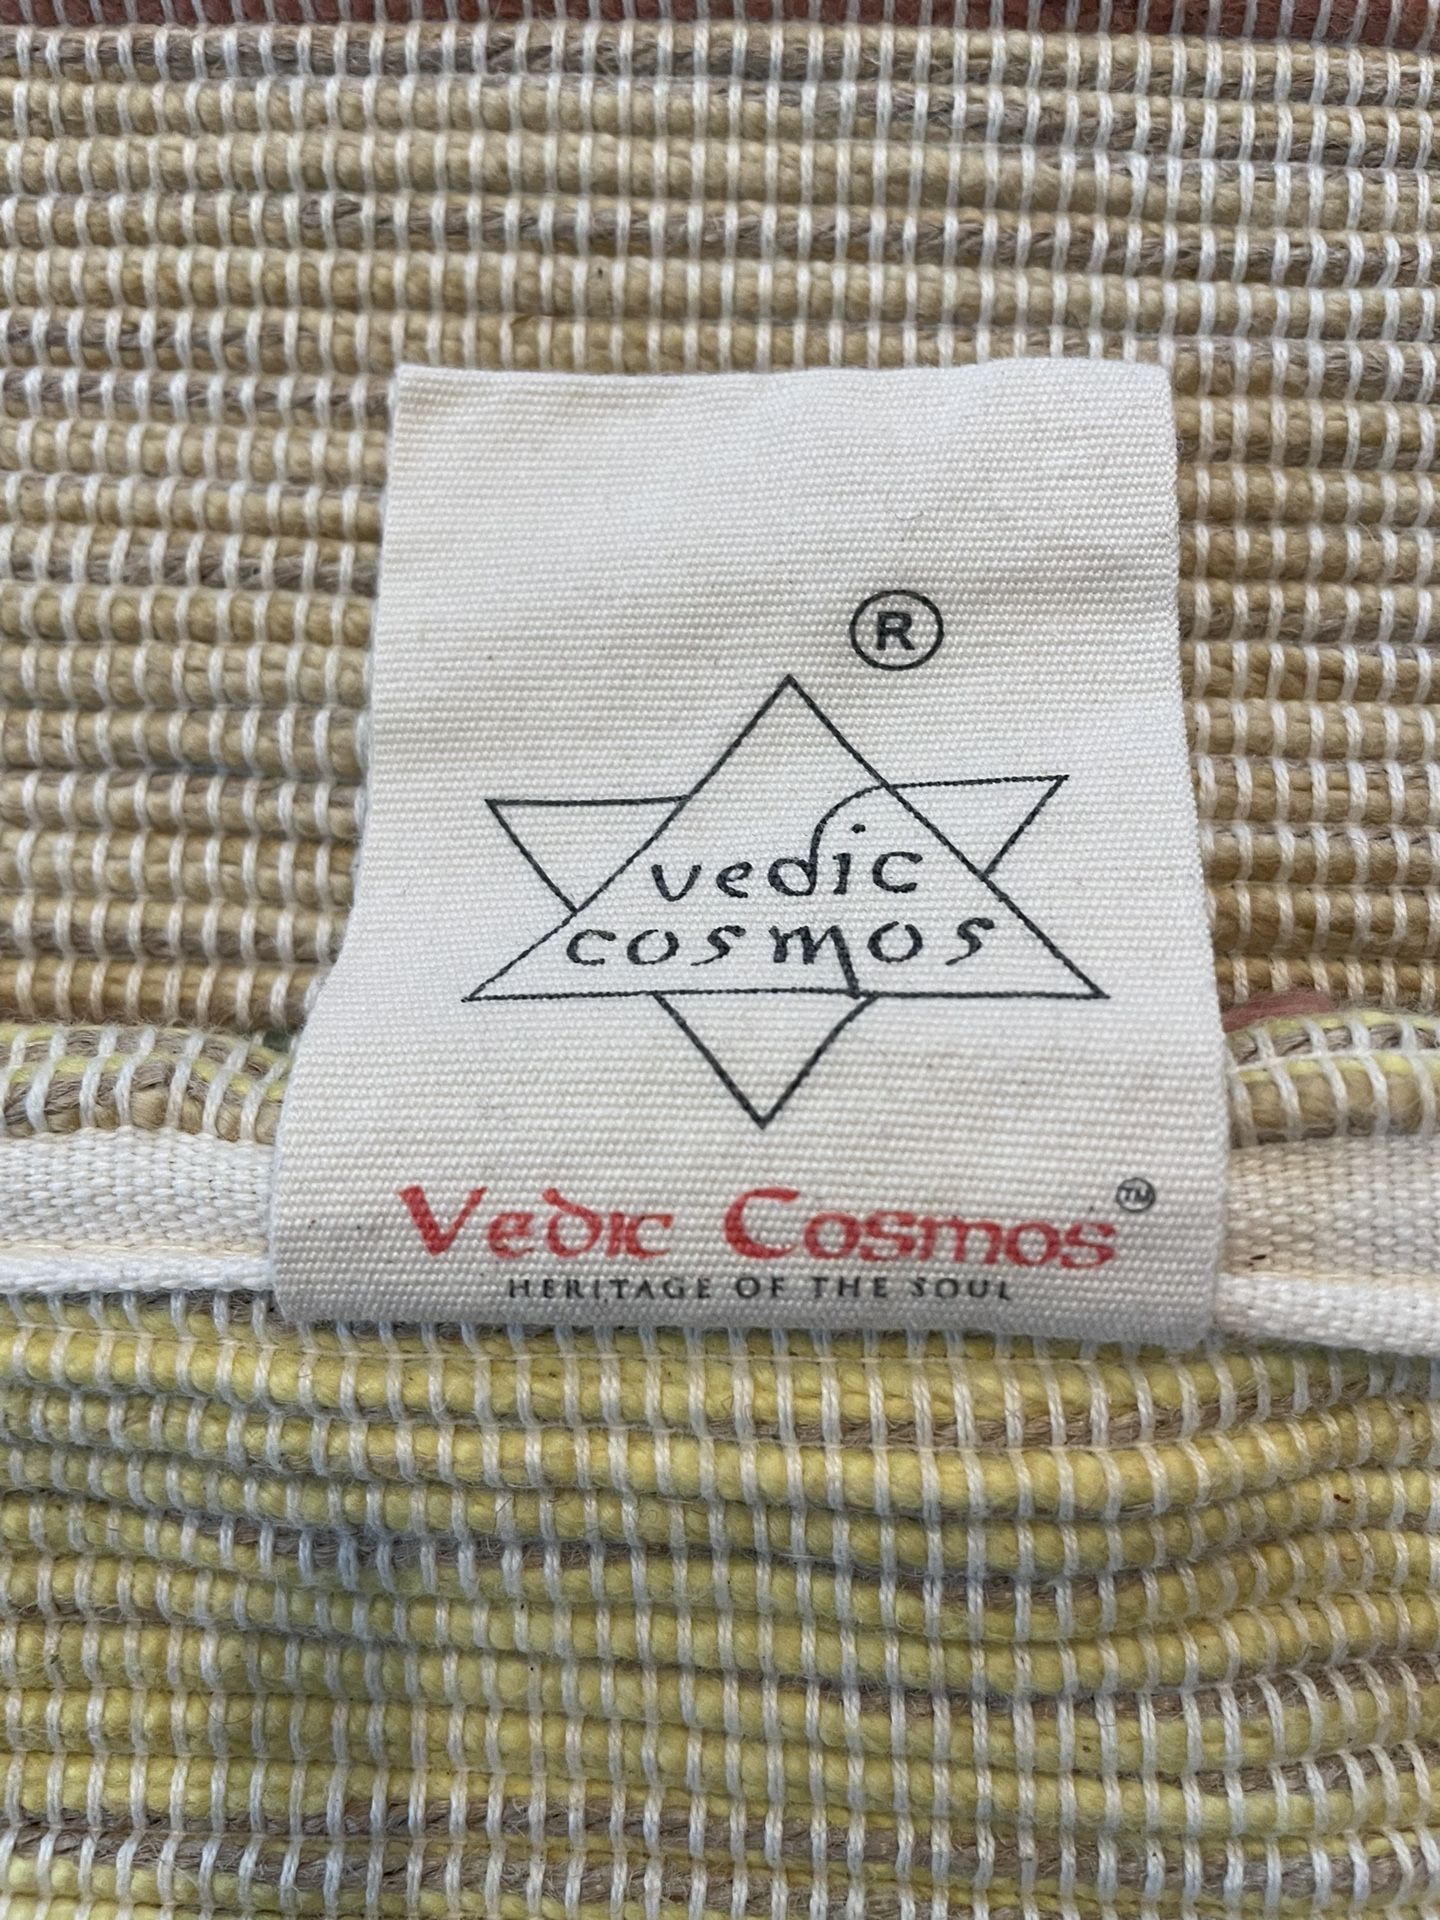 ®
vedic
cosmos
Vedic Cosmos™
HERITAGE OF THE SOUL